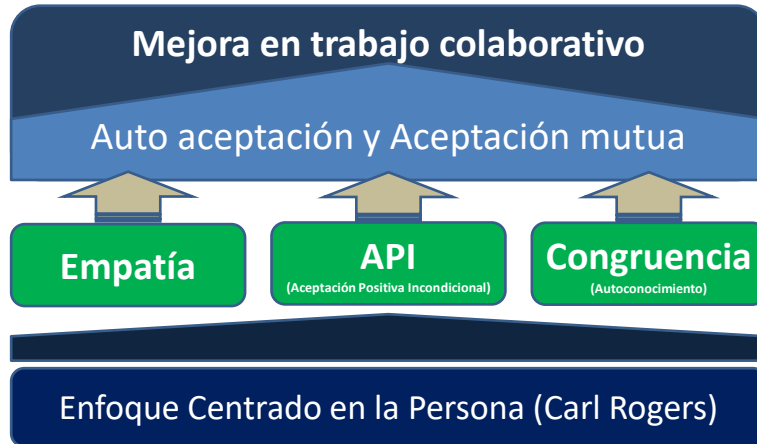 Mejora en trabajo colaborativo
Auto aceptación y Aceptación mutua
Empatía
API
(Aceptación Positiva Incondicional)
Congruencia
(Autoconocimiento)
Enfoque Centrado en la Persona (Carl Rogers)